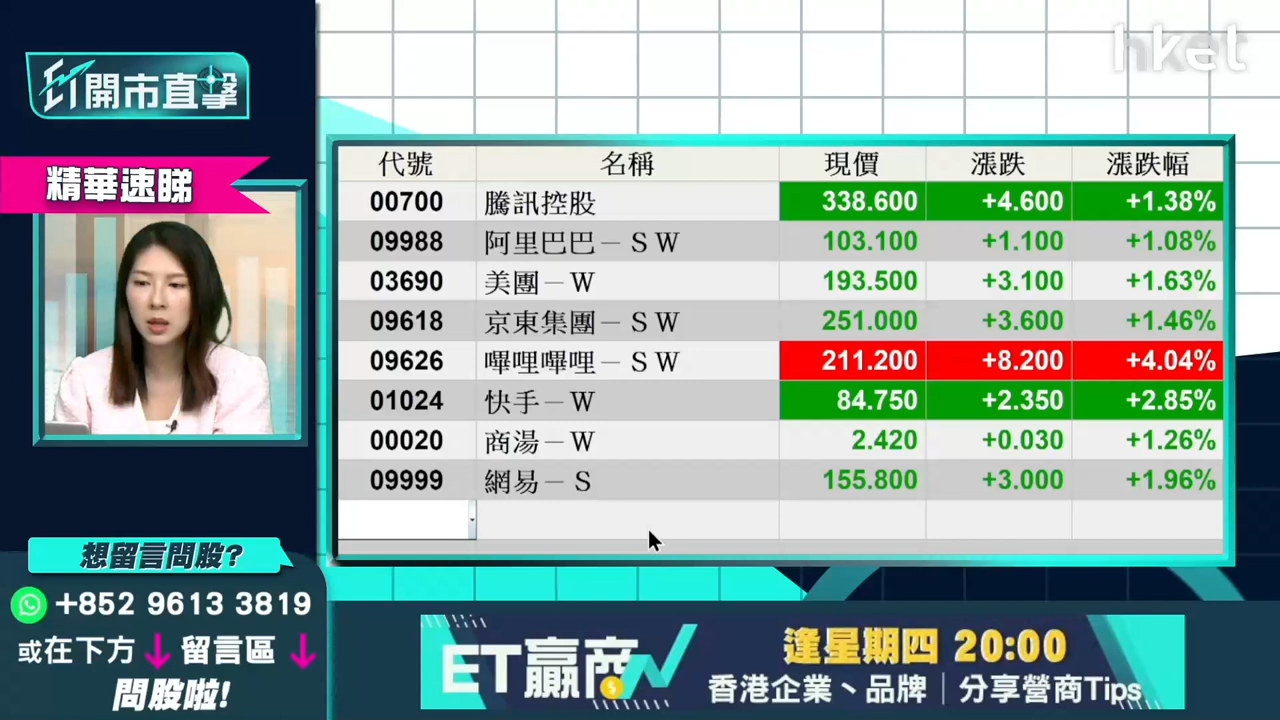 hket
ET開市直擊
精華速睇
代號 名稱 現價 漲跌 漲跌幅
00700 騰訊控股 338.600 +4.600 +1.38%
09988 阿里巴巴－ＳＷ 103.100 +1.100 +1.08%
03690 美團－W 193.500 +3.100 +1.63%
09618 京東集團－ＳＷ 251.000 +3.600 +1.46%
09626 嗶哩嗶哩－ＳＷ 211.200 +8.200 +4.04%
01024 快手－W 84.750 +2.350 +2.85%
00020 商湯－W 2.420 +0.030 +1.26%
09999 網易－S 155.800 +3.000 +1.96%
想留言問股?
+852 9613 3819
或在下方 留言區
問股啦!
ET贏商
逢星期四 20:00
香港企業、品牌｜分享營商Tips